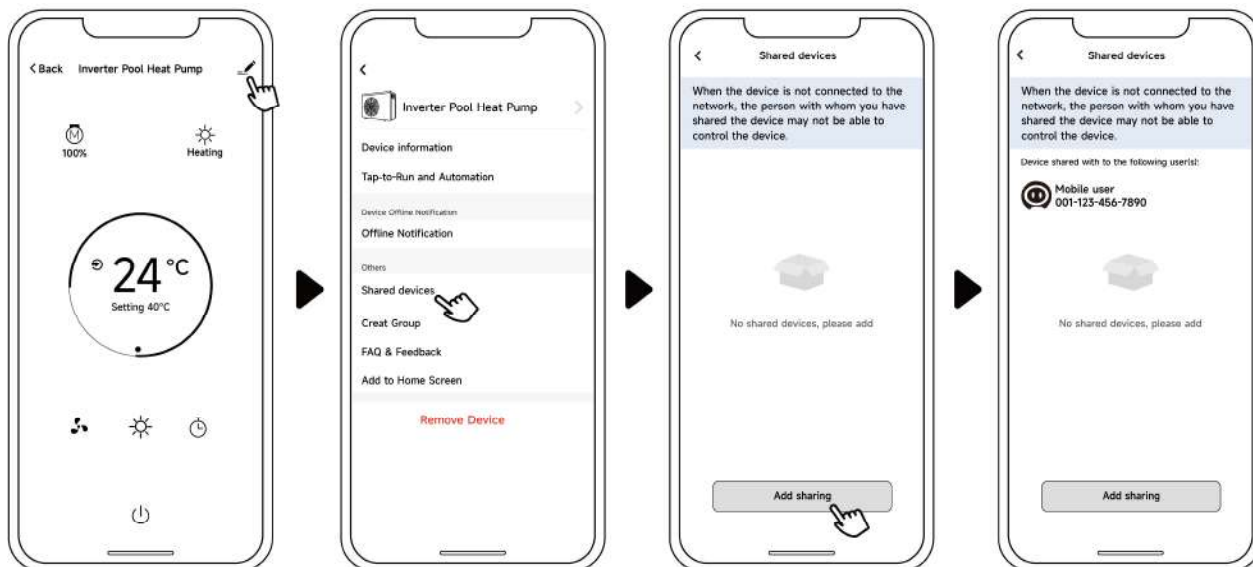 < Back Inverter Pool Heat Pump
M
100%
Heating
24 °C
Setting 40°C
<
Inverter Pool Heat Pump >
Device information
Tap-to-Run and Automation
Device Offline Notification
Offline Notification
Others
Shared devices
Creat Group
FAQ & Feedback
Add to Home Screen
Remove Device
< Shared devices
When the device is not connected to the
network, the person with whom you have
shared the device may not be able to
control the device.
No shared devices, please add
Add sharing
< Shared devices
When the device is not connected to the
network, the person with whom you have
shared the device may not be able to
control the device.
Device shared with to the following user(s):
Mobile user
001-123-456-7890
No shared devices, please add
Add sharing